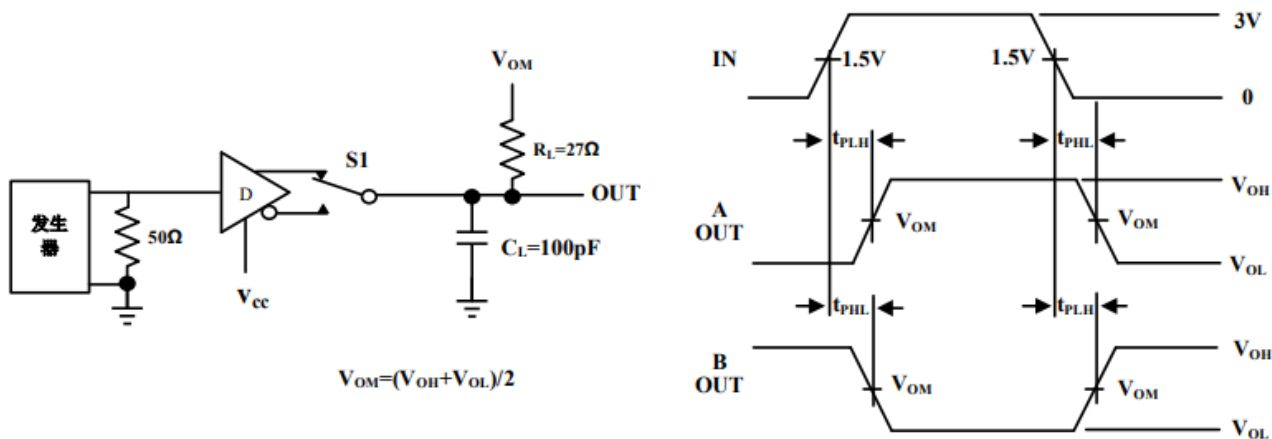 发生
器
50Ω
D
Vcc
S1
VOM
RL=27Ω
OUT
CL=100pF
VOM=(VOH+VOL)/2
IN
1.5V
1.5V
3V
0
tPLH
tPHL
A
OUT
VOM
VOM
VOH
VOL
tPHL
tPLH
B
OUT
VOM
VOM
VOH
VOL